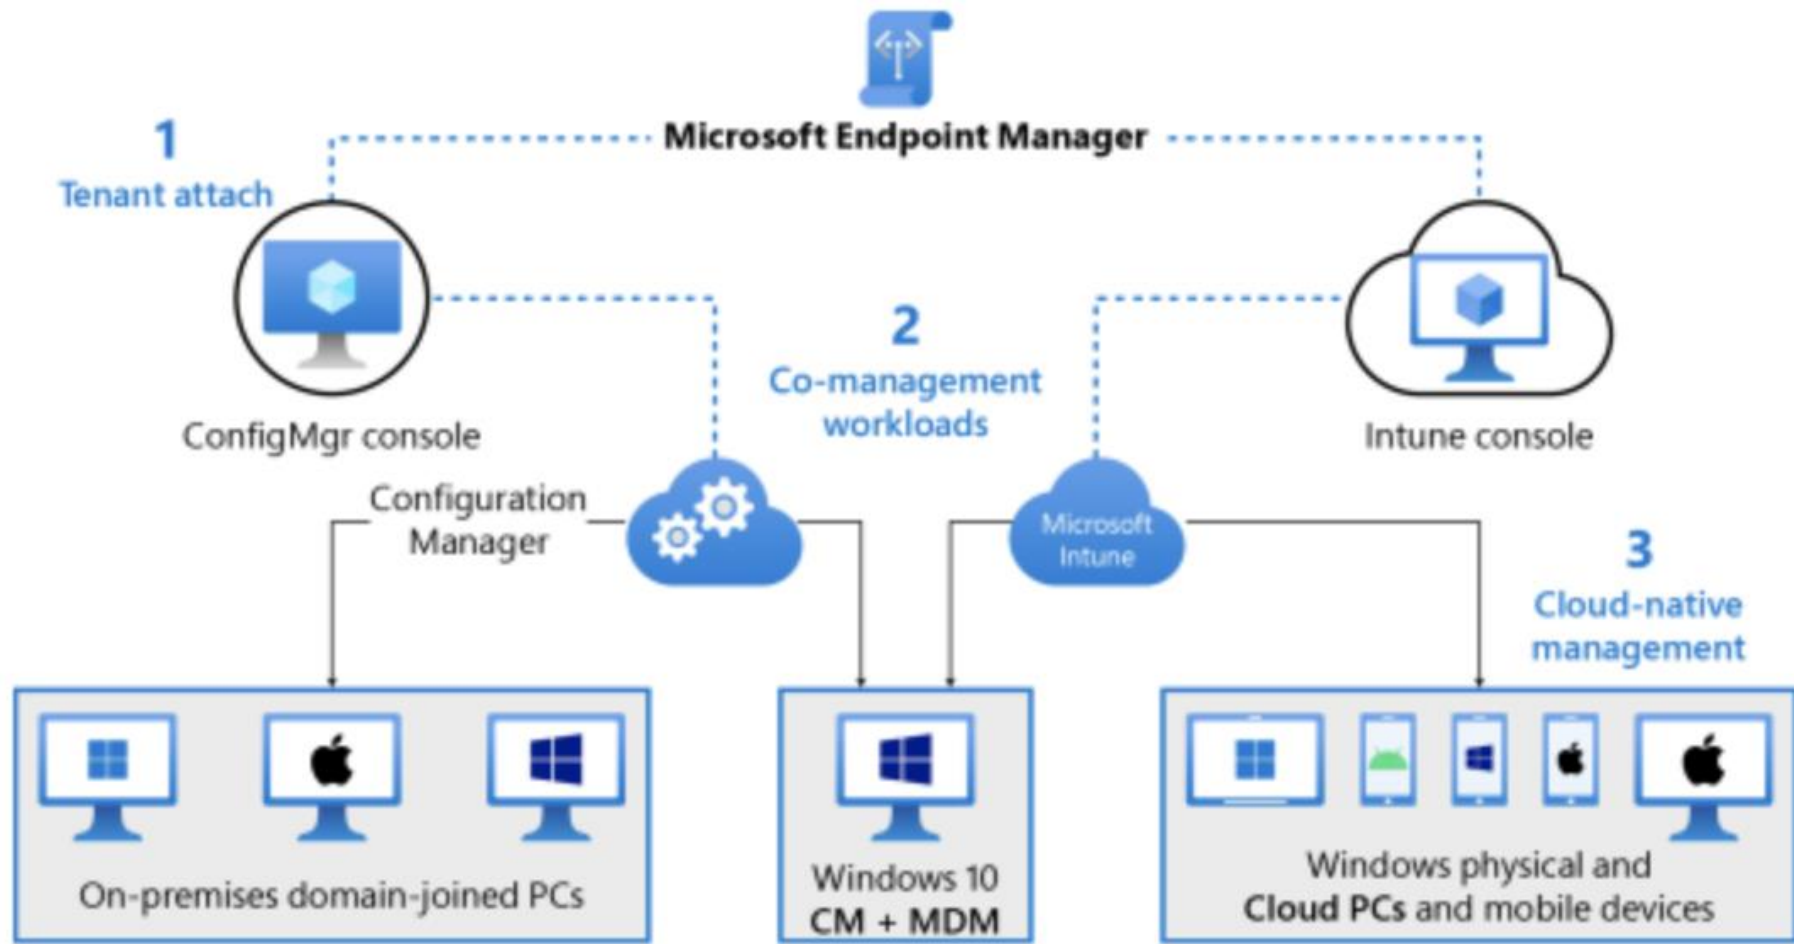 Microsoft Endpoint Manager
1
Tenant attach
2
Co-management
workloads
ConfigMgr console
Intune console
Configuration
Manager
Microsoft
Intune
3
Cloud-native
management
On-premises domain-joined PCs
Windows 10
CM + MDM
Windows physical and
Cloud PCs and mobile devices